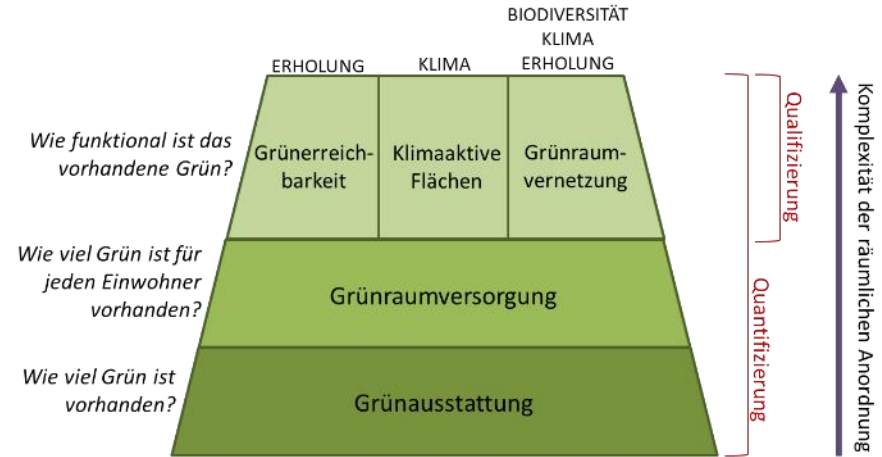 BIODIVERSITÄT
KLIMA
ERHOLUNG
ERHOLUNG
KLIMA
Wie funktional ist das
vorhandene Grün?
Grünerreich-
barkeit
Klimaaktive
Flächen
Grünraum-
vernetzung
Wie viel Grün ist für
jeden Einwohner
vorhanden?
Grünraumversorgung
Wie viel Grün ist
vorhanden?
Grünausstattung
Qualifizierung
Quantifizierung
Komplexität der räumlichen Anordnung